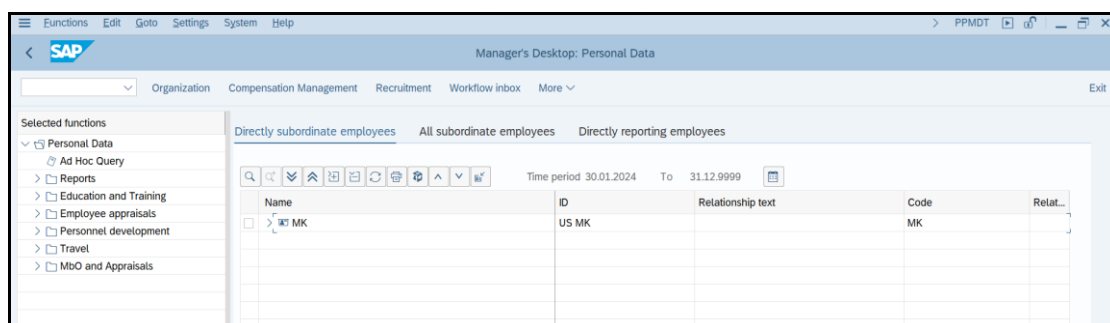 Functions Edit Goto Settings System Help PPMDT
SAP Manager's Desktop: Personal Data
Organization Compensation Management Recruitment Workflow inbox More Exit
Selected functions
Personal Data
Ad Hoc Query
Reports
Education and Training
Employee appraisals
Personnel development
Travel
MbO and Appraisals
Directly subordinate employees All subordinate employees Directly reporting employees
Time period 30.01.2024 To 31.12.9999
Name ID Relationship text Code Relat...
MK US MK MK